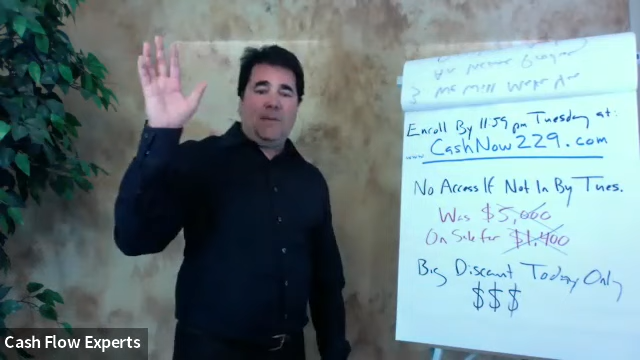 Enroll By 11:59 pm Tuesday at:
www.CashNow229.com
No Access If Not In By Tues.
Was $5,000
On Sale for $1,400
Big Discount Today Only
$$$
Cash Flow Experts